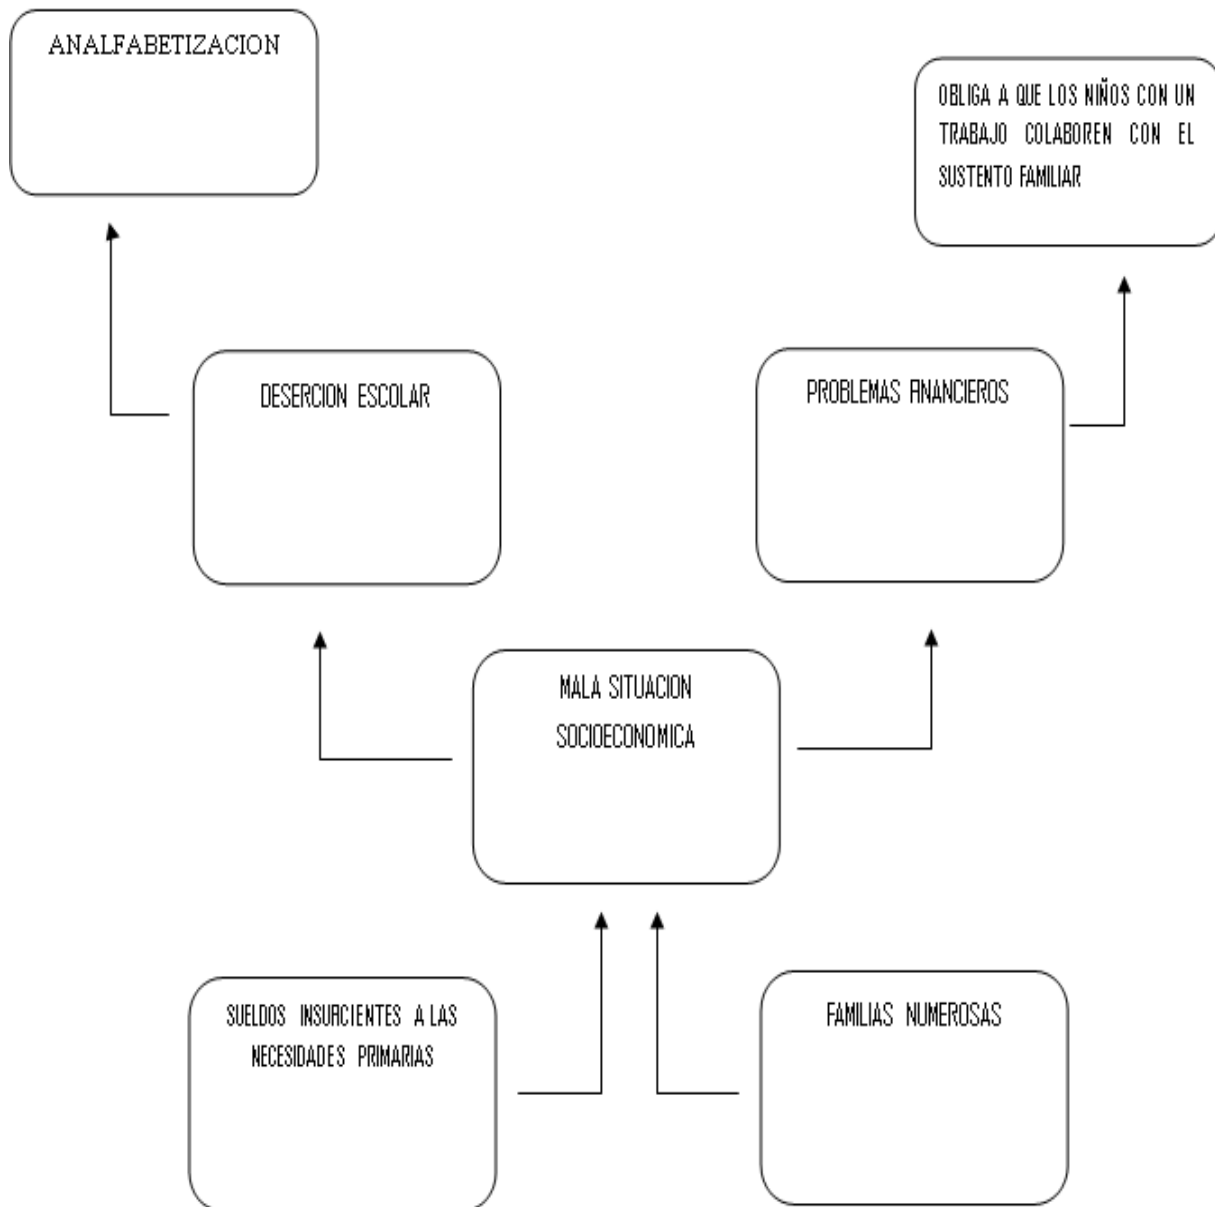 ANALFABETIZACION
OBLIGA A QUE LOS NIÑOS CON UN
TRABAJO COLABOREN CON EL
SUSTENTO FAMILIAR
DESERCION ESCOLAR
PROBLEMAS FINANCIEROS
MALA SITUACION
SOCIOECONOMICA
SUELDOS INSUFICIENTES A LAS
NECESIDADES PRIMARIAS
FAMILIAS NUMEROSAS